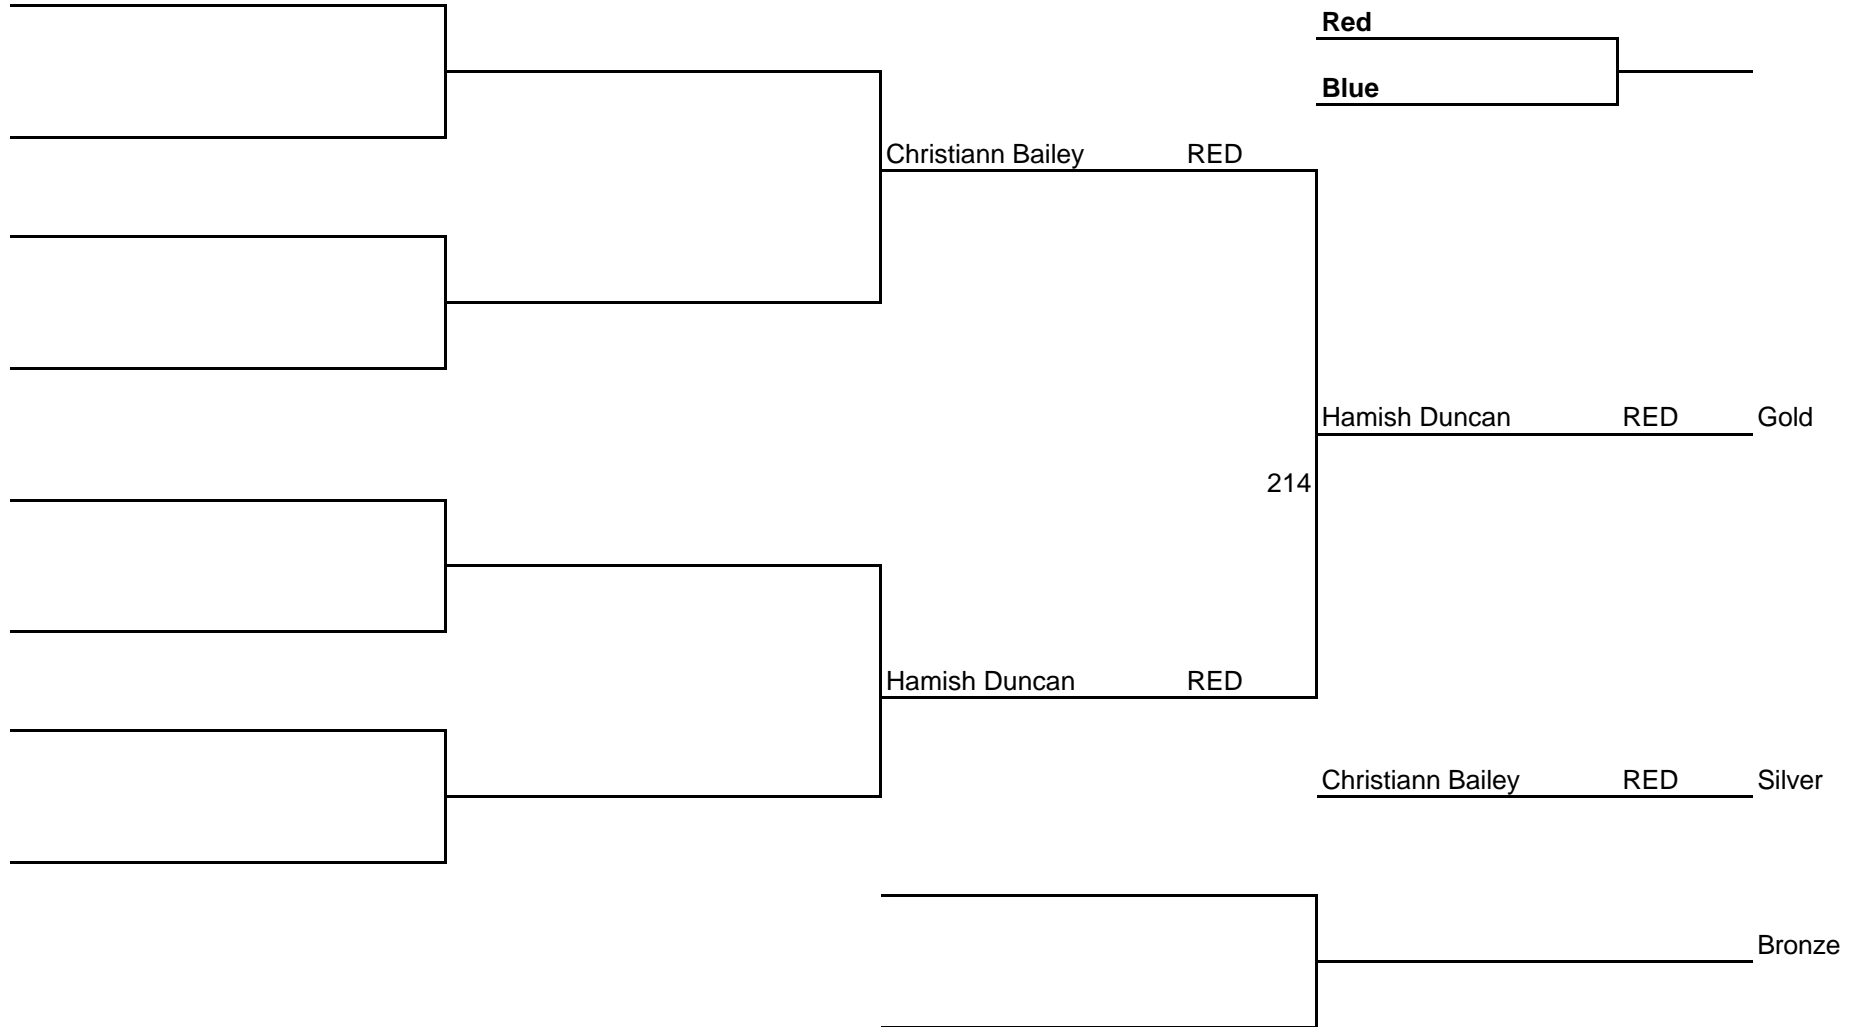 Red
Blue
Christiann Bailey RED
Hamish Duncan RED Gold
214
Hamish Duncan RED
Christiann Bailey RED Silver
Bronze